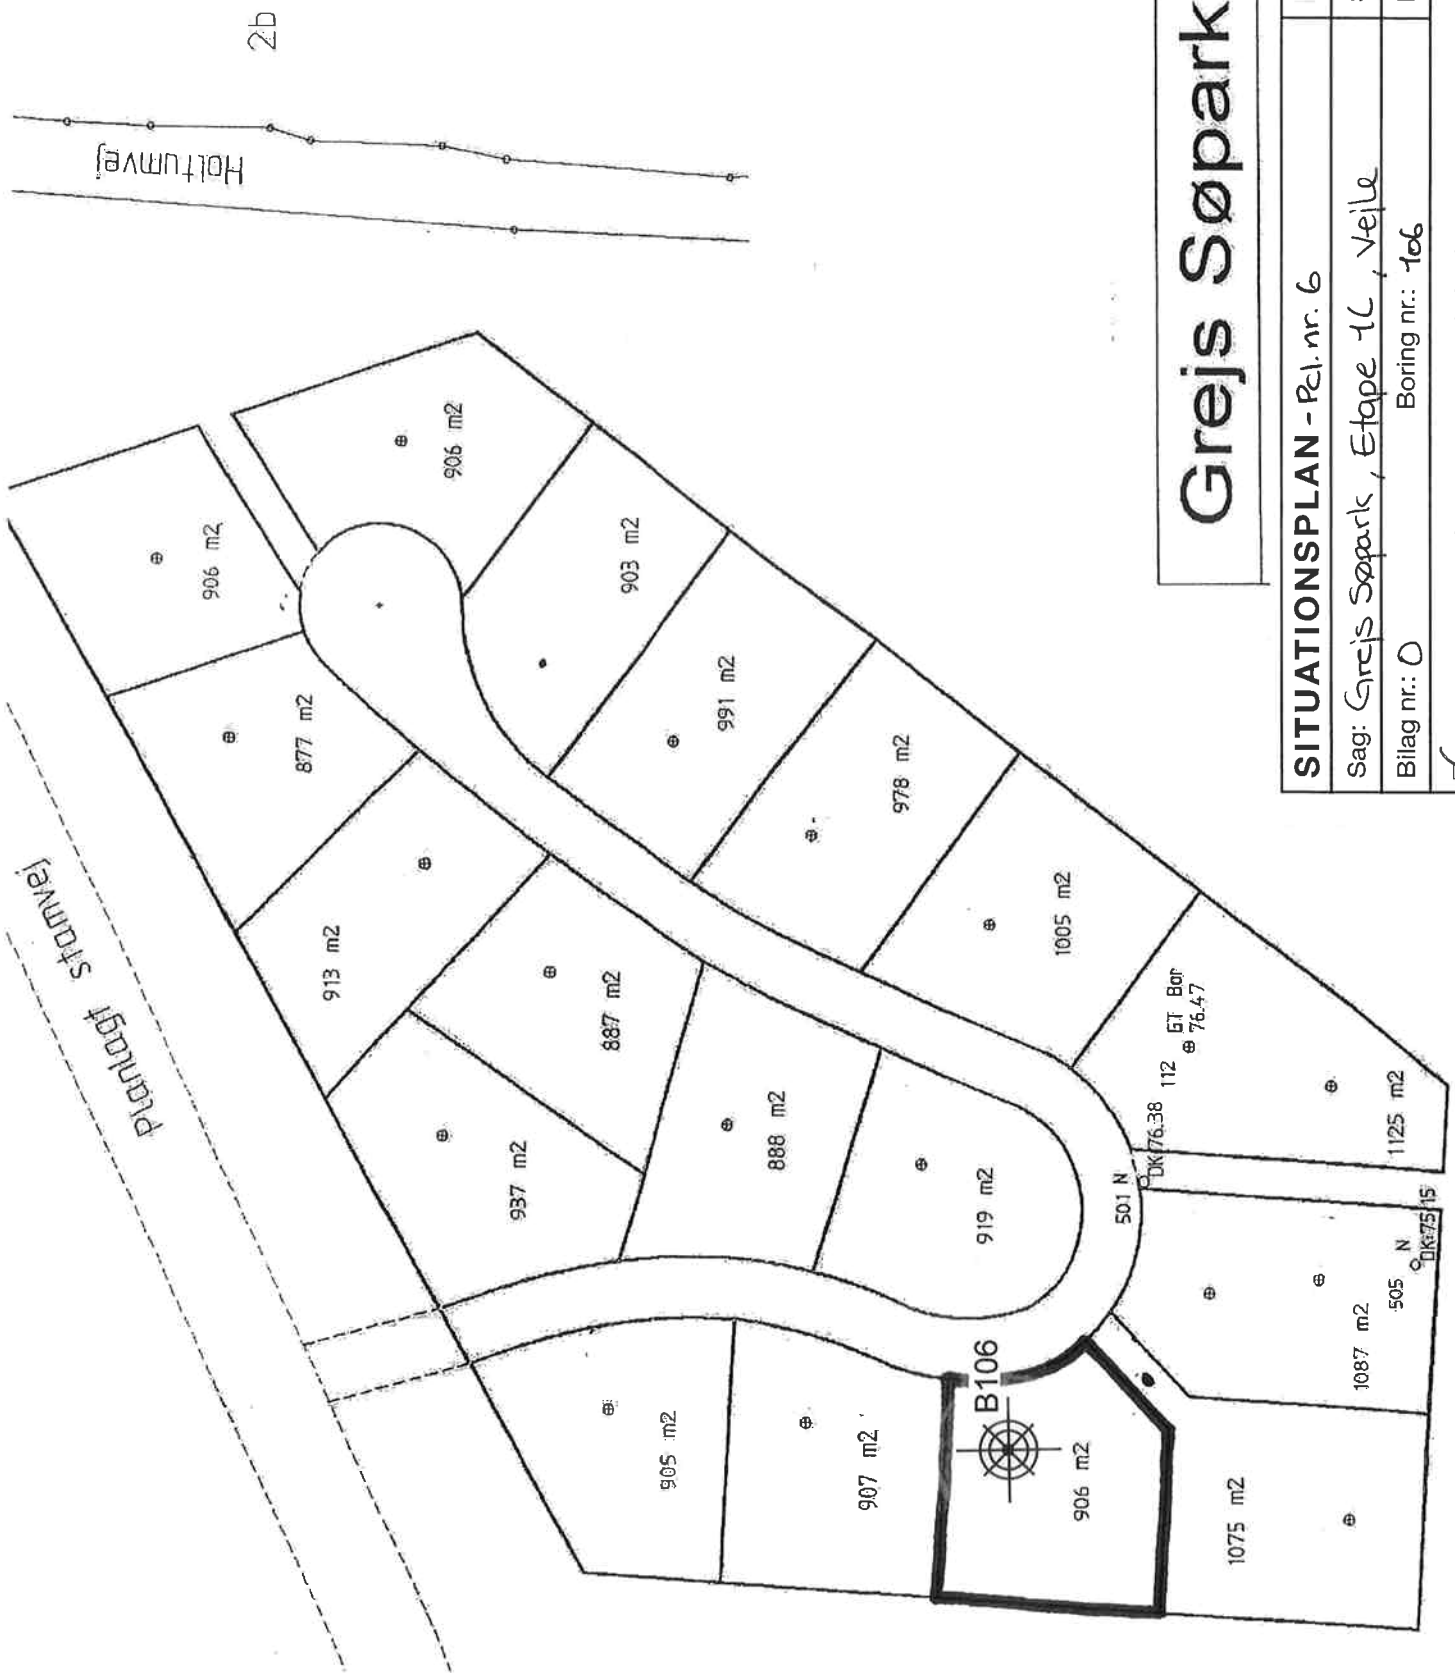 2b
Holtumvej
Planlagt stamvej
906 m2
906 m2
903 m2
877 m2
991 m2
913 m2
978 m2
887 m2
1005 m2
937 m2
888 m2
919 m2
GT Bor
76.47
112
DK:76.38
501 N
1125 m2
N
505
DK:75.15
1087 m2
905 m2
907 m2
B106
906 m2
1075 m2
Grejs Søpark
SITUATIONSPLAN - Pcl. nr. 6
Sag: Grejs Søpark, Etape 1C, Vejle
Bilag nr.: 0 Boring nr.: 106